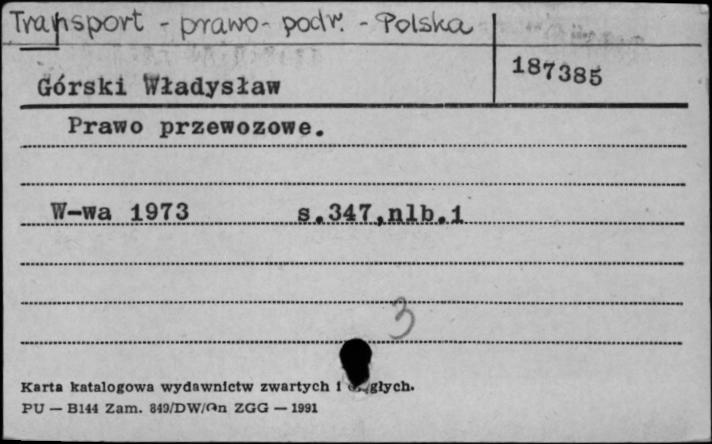 Transport - prawo - podr. - Polska
187385
Górski Władysław
Prawo przewozowe.
W-wa 1973 s.347,nlb.1
3
Karta katalogowa wydawnictw zwartych i głych.
PU — B144 Zam. 849/DW/On ZGG — 1991